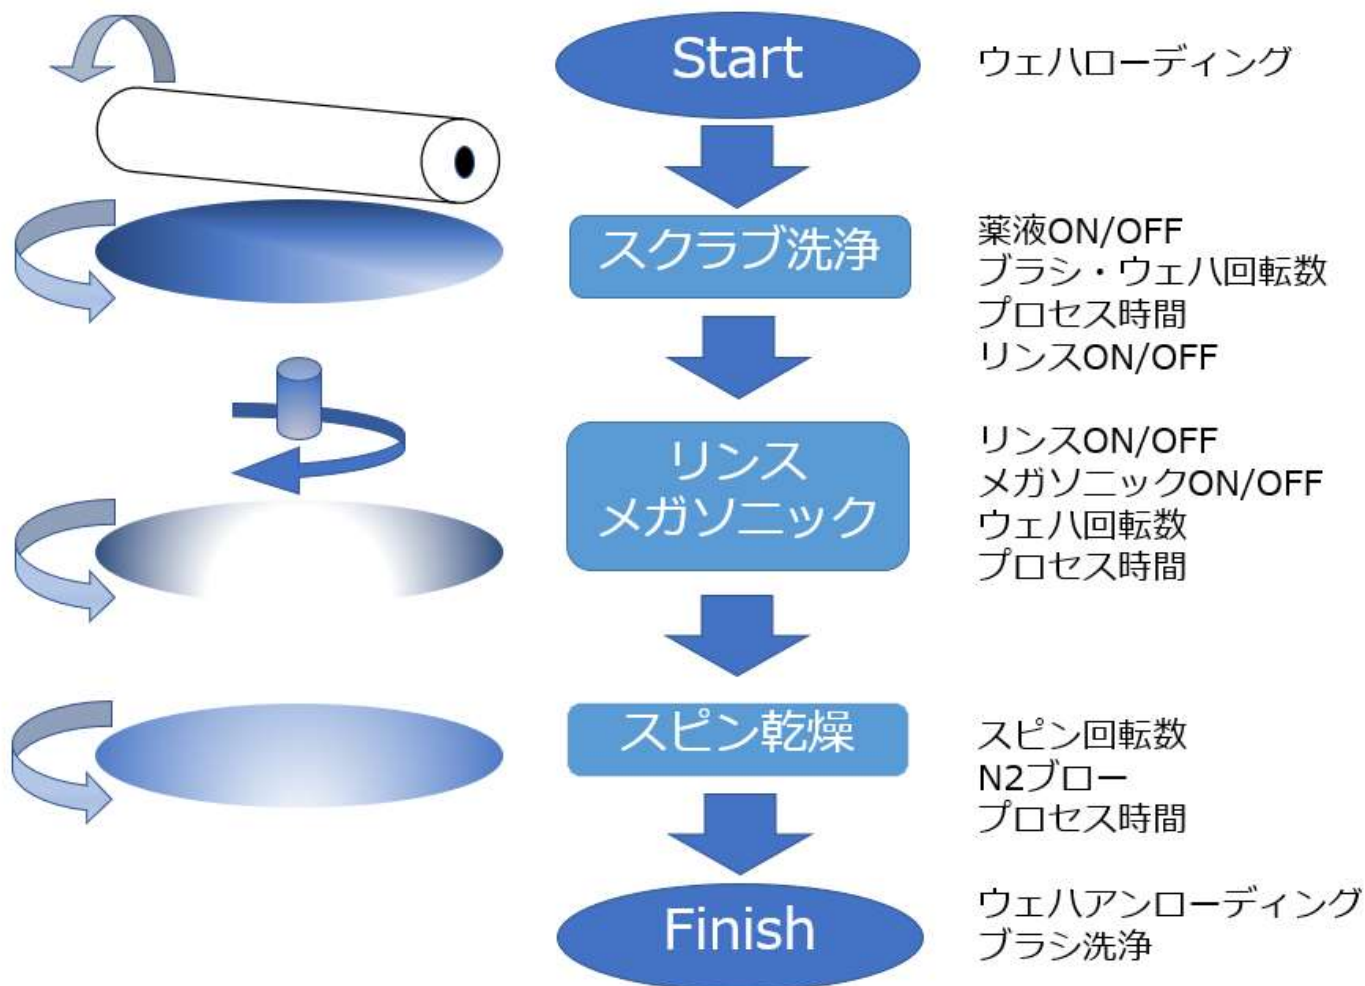 Start
ウェハローディング
スクラブ洗浄
薬液ON/OFF
ブラシ・ウェハ回転数
プロセス時間
リンスON/OFF
リンス
メガソニック
リンスON/OFF
メガソニックON/OFF
ウェハ回転数
プロセス時間
スピン乾燥
スピン回転数
N2ブロー
プロセス時間
Finish
ウェハアンローディング
ブラシ洗浄